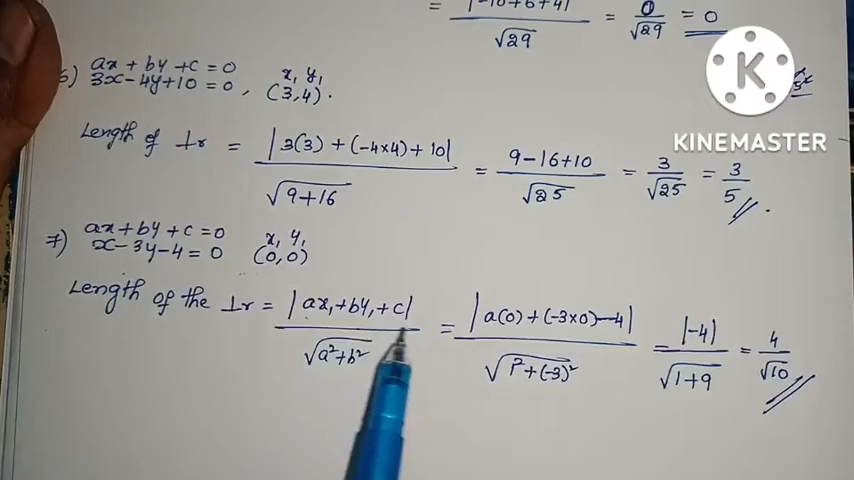 = |-10+6+4| / √29 = 0/√29 = 0
ax + by + c = 0
6) 3x - 4y + 10 = 0, (3,4).
x, y,
Length of ⊥r = |3(3) + (-4×4) + 10| / √9+16 = 9-16+10 / √25 = 3/√25 = 3/5 //.
ax + by + c = 0
7) x - 3y - 4 = 0 (0,0)
x, y,
Length of the ⊥r = |ax₁+by₁+c| / √a²+b² = |a(0) + (-3×0) - 4| / √1²+(-3)² = |-4| / √1+9 = 4/√10 //
K
KINEMASTER